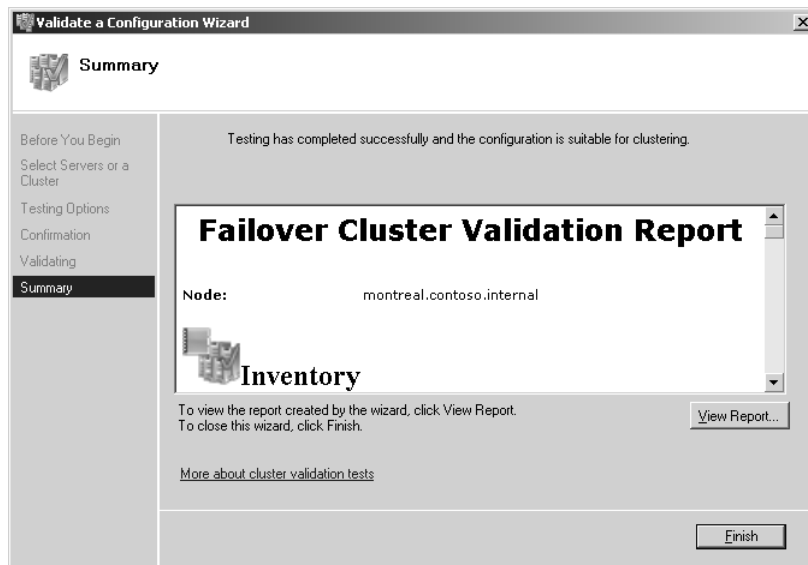 Validate a Configuration Wizard
Summary
Before You Begin
Select Servers or a
Cluster
Testing Options
Confirmation
Validating
Summary
Testing has completed successfully and the configuration is suitable for clustering.
Failover Cluster Validation Report
Node: montreal.contoso.internal
Inventory
To view the report created by the wizard, click View Report.
To close this wizard, click Finish.
View Report...
More about cluster validation tests
Finish